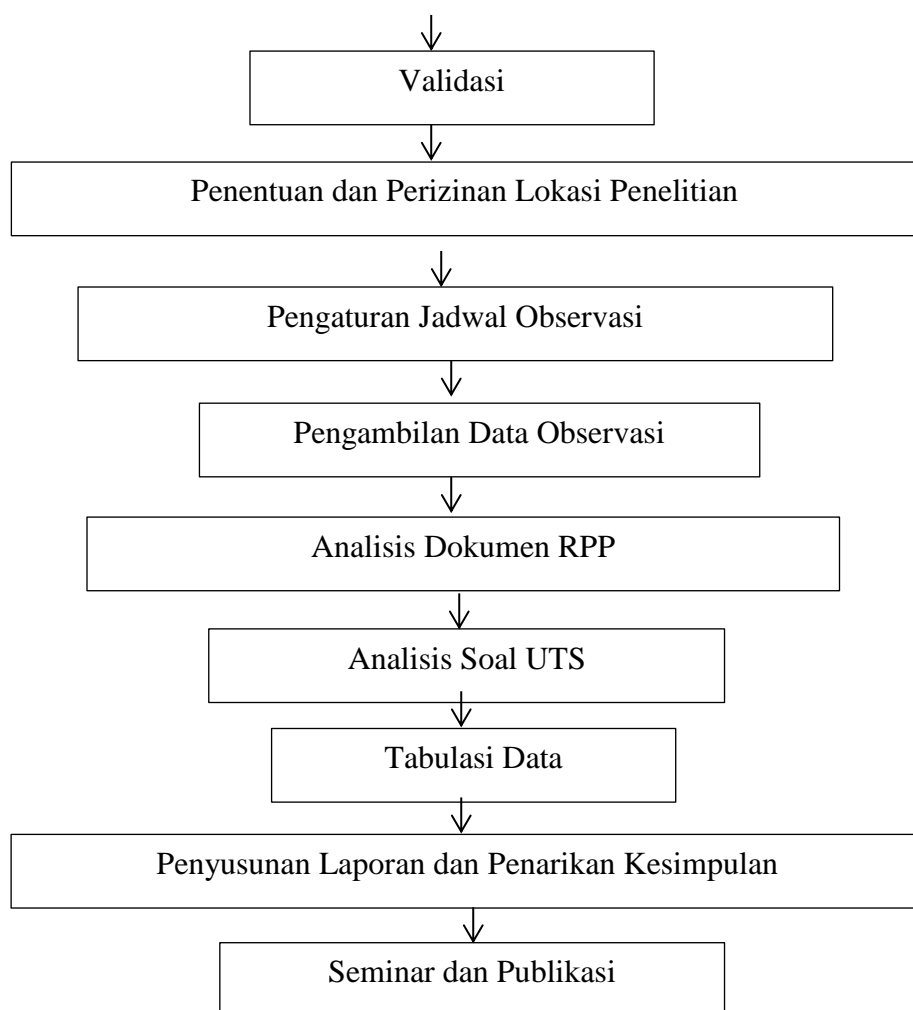 Validasi
Penentuan dan Perizinan Lokasi Penelitian
Pengaturan Jadwal Observasi
Pengambilan Data Observasi
Analisis Dokumen RPP
Analisis Soal UTS
Tabulasi Data
Penyusunan Laporan dan Penarikan Kesimpulan
Seminar dan Publikasi